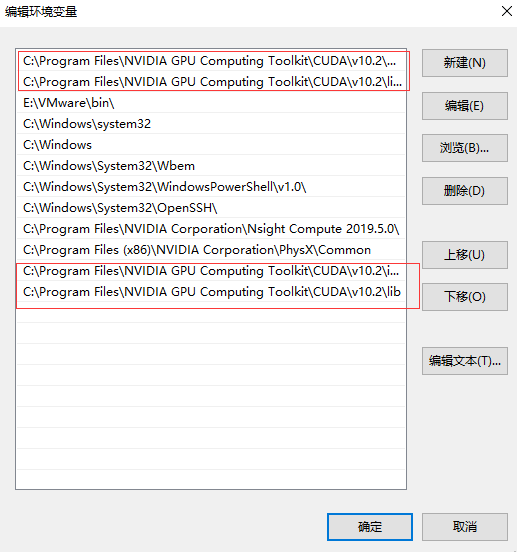 编辑环境变量
C:\Program Files\NVIDIA GPU Computing Toolkit\CUDA\v10.2\...
C:\Program Files\NVIDIA GPU Computing Toolkit\CUDA\v10.2\li...
E:\VMware\bin\
C:\Windows\system32
C:\Windows
C:\Windows\System32\Wbem
C:\Windows\System32\WindowsPowerShell\v1.0\
C:\Windows\System32\OpenSSH\
C:\Program Files\NVIDIA Corporation\Nsight Compute 2019.5.0\
C:\Program Files (x86)\NVIDIA Corporation\PhysX\Common
C:\Program Files\NVIDIA GPU Computing Toolkit\CUDA\v10.2\i...
C:\Program Files\NVIDIA GPU Computing Toolkit\CUDA\v10.2\lib
新建(N)
编辑(E)
浏览(B)...
删除(D)
上移(U)
下移(O)
编辑文本(T)...
确定
取消